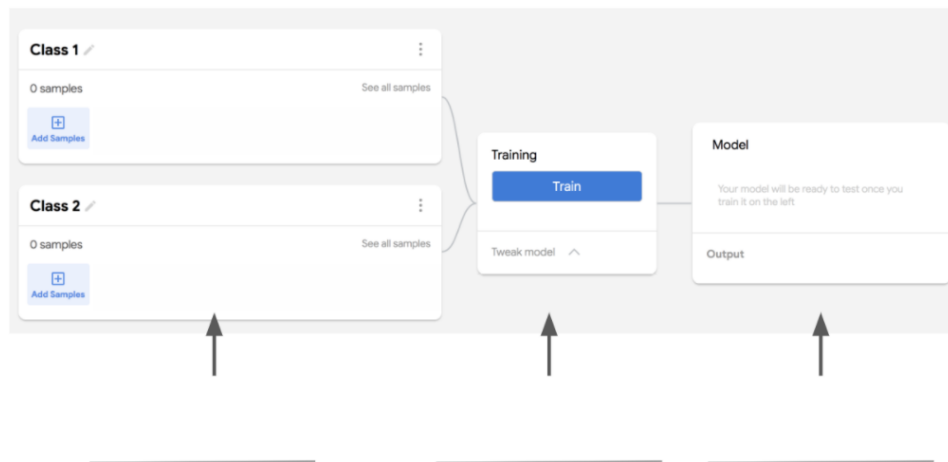 Class 1
0 samples
See all samples
Add Samples
Class 2
0 samples
See all samples
Add Samples
Training
Train
Tweak model
Model
Your model will be ready to test once you
train it on the left
Output